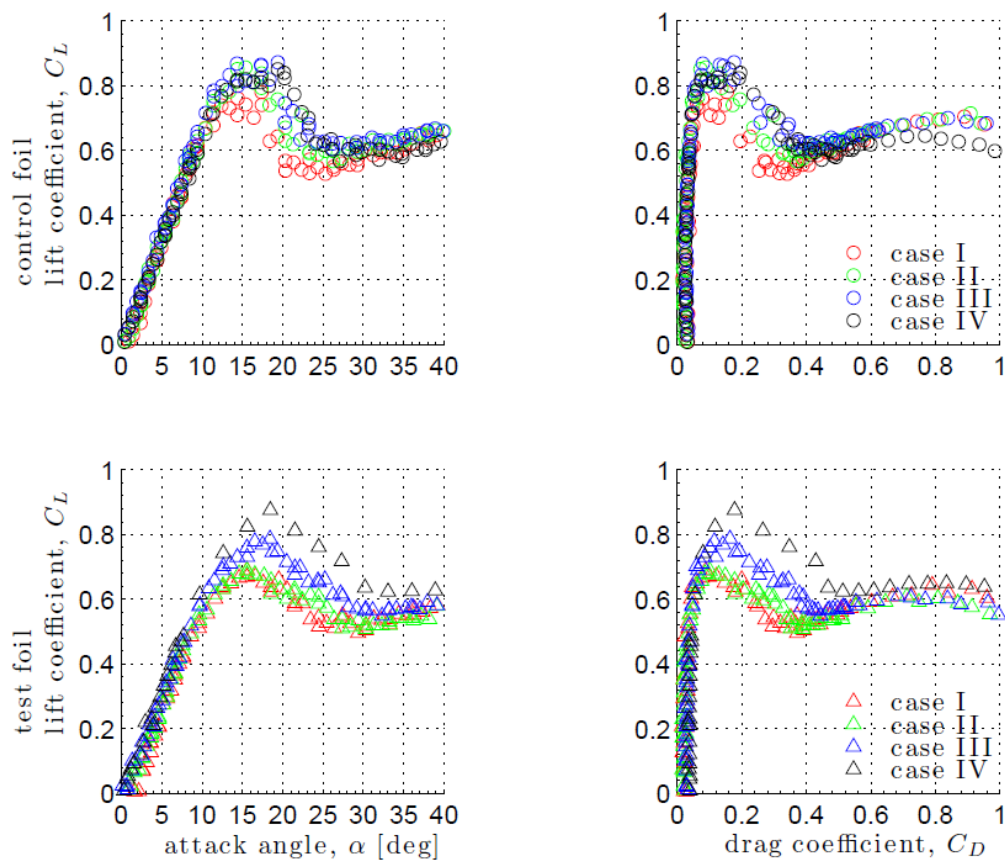 control foil
lift coefficient, C_L
1
0.8
0.6
0.4
0.2
0
0 5 10 15 20 25 30 35 40
1
0.8
0.6
0.4
0.2
0
0 0.2 0.4 0.6 0.8 1
case I
case II
case III
case IV
test foil
lift coefficient, C_L
1
0.8
0.6
0.4
0.2
0
0 5 10 15 20 25 30 35 40
attack angle, α [deg]
1
0.8
0.6
0.4
0.2
0
0 0.2 0.4 0.6 0.8 1
drag coefficient, C_D
case I
case II
case III
case IV